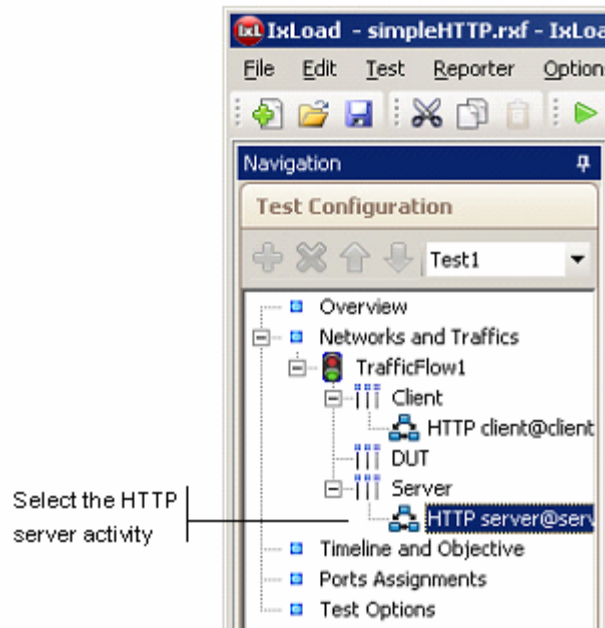 IxL IxLoad - simpleHTTP.rxf - IxLoa
File Edit Test Reporter Option
Navigation
Test Configuration
Test1
Overview
Networks and Traffics
TrafficFlow1
Client
HTTP client@client
DUT
Server
Select the HTTP
server activity
HTTP server@serv
Timeline and Objective
Ports Assignments
Test Options